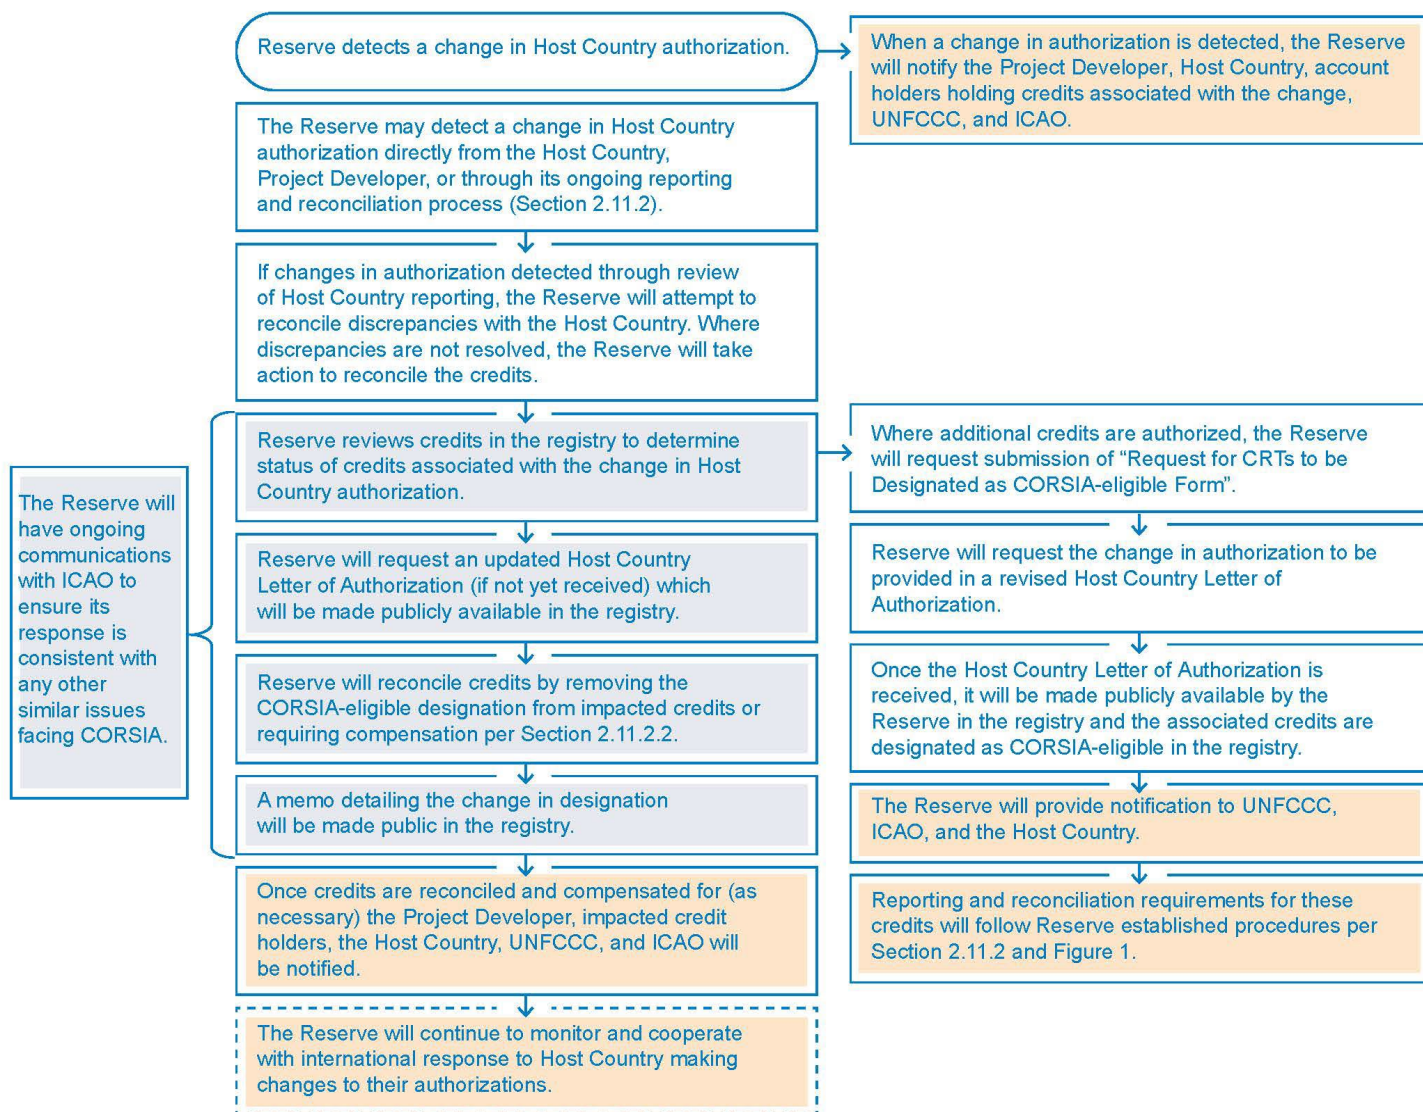 Reserve detects a change in Host Country authorization.
When a change in authorization is detected, the Reserve
will notify the Project Developer, Host Country, account
holders holding credits associated with the change,
UNFCCC, and ICAO.
The Reserve may detect a change in Host Country
authorization directly from the Host Country,
Project Developer, or through its ongoing reporting
and reconciliation process (Section 2.11.2).
If changes in authorization detected through review
of Host Country reporting, the Reserve will attempt to
reconcile discrepancies with the Host Country. Where
discrepancies are not resolved, the Reserve will take
action to reconcile the credits.
The Reserve will
have ongoing
communications
with ICAO to
ensure its
response is
consistent with
any other
similar issues
facing CORSIA.
Reserve reviews credits in the registry to determine
status of credits associated with the change in Host
Country authorization.
Reserve will request an updated Host Country
Letter of Authorization (if not yet received) which
will be made publicly available in the registry.
Reserve will reconcile credits by removing the
CORSIA-eligible designation from impacted credits or
requiring compensation per Section 2.11.2.2.
A memo detailing the change in designation
will be made public in the registry.
Once credits are reconciled and compensated for (as
necessary) the Project Developer, impacted credit
holders, the Host Country, UNFCCC, and ICAO will
be notified.
The Reserve will continue to monitor and cooperate
with international response to Host Country making
changes to their authorizations.
Where additional credits are authorized, the Reserve
will request submission of “Request for CRTs to be
Designated as CORSIA-eligible Form”.
Reserve will request the change in authorization to be
provided in a revised Host Country Letter of
Authorization.
Once the Host Country Letter of Authorization is
received, it will be made publicly available by the
Reserve in the registry and the associated credits are
designated as CORSIA-eligible in the registry.
The Reserve will provide notification to UNFCCC,
ICAO, and the Host Country.
Reporting and reconciliation requirements for these
credits will follow Reserve established procedures per
Section 2.11.2 and Figure 1.